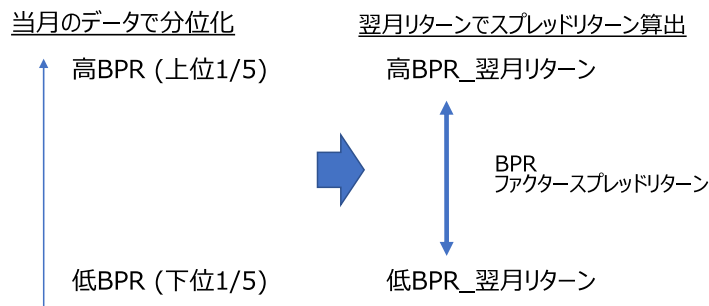 当月のデータで分位化
翌月リターンでスプレッドリターン算出
高BPR (上位1/5)
高BPR_翌月リターン
BPR
ファクタースプレッドリターン
低BPR (下位1/5)
低BPR_翌月リターン